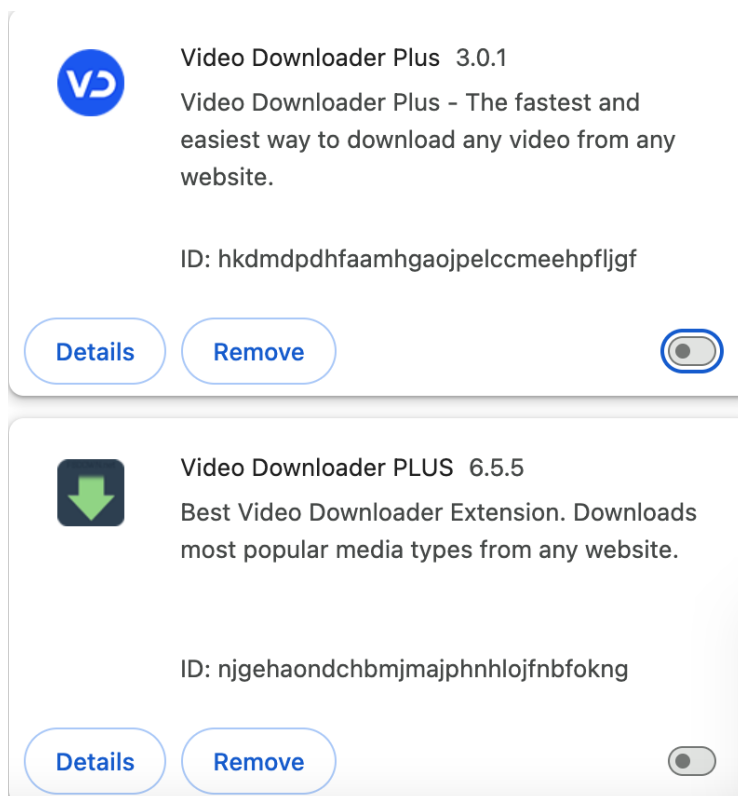 VD
Video Downloader Plus 3.0.1
Video Downloader Plus - The fastest and
easiest way to download any video from any
website.
ID: hkdmdpdhfaamhgaojpelccmeehpfljgf
Details Remove
Video Downloader PLUS 6.5.5
Best Video Downloader Extension. Downloads
most popular media types from any website.
ID: njgehaondchbmjmajphnhlojfnbfokng
Details Remove